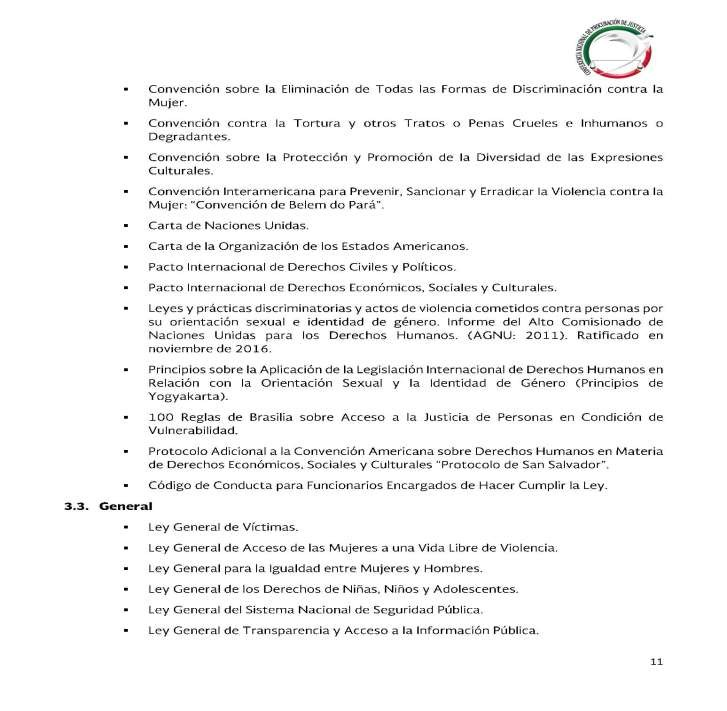 CONFERENCIA NACIONAL DE PROCURACIÓN DE JUSTICIA
▪ Convención sobre la Eliminación de Todas las Formas de Discriminación contra la
Mujer.
▪ Convención contra la Tortura y otros Tratos o Penas Crueles e Inhumanos o
Degradantes.
▪ Convención sobre la Protección y Promoción de la Diversidad de las Expresiones
Culturales.
▪ Convención Interamericana para Prevenir, Sancionar y Erradicar la Violencia contra la
Mujer: “Convención de Belem do Pará”.
▪ Carta de Naciones Unidas.
▪ Carta de la Organización de los Estados Americanos.
▪ Pacto Internacional de Derechos Civiles y Políticos.
▪ Pacto Internacional de Derechos Económicos, Sociales y Culturales.
▪ Leyes y prácticas discriminatorias y actos de violencia cometidos contra personas por
su orientación sexual e identidad de género. Informe del Alto Comisionado de
Naciones Unidas para los Derechos Humanos. (AGNU: 2011). Ratificado en
noviembre de 2016.
▪ Principios sobre la Aplicación de la Legislación Internacional de Derechos Humanos en
Relación con la Orientación Sexual y la Identidad de Género (Principios de
Yogyakarta).
▪ 100 Reglas de Brasilia sobre Acceso a la Justicia de Personas en Condición de
Vulnerabilidad.
▪ Protocolo Adicional a la Convención Americana sobre Derechos Humanos en Materia
de Derechos Económicos, Sociales y Culturales “Protocolo de San Salvador”.
▪ Código de Conducta para Funcionarios Encargados de Hacer Cumplir la Ley.
3.3. General
▪ Ley General de Víctimas.
▪ Ley General de Acceso de las Mujeres a una Vida Libre de Violencia.
▪ Ley General para la Igualdad entre Mujeres y Hombres.
▪ Ley General de los Derechos de Niñas, Niños y Adolescentes.
▪ Ley General del Sistema Nacional de Seguridad Pública.
▪ Ley General de Transparencia y Acceso a la Información Pública.
11